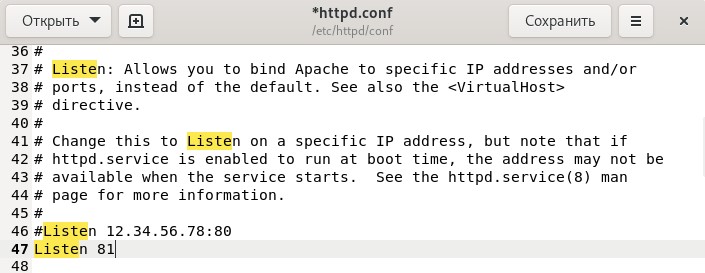 Открыть
*httpd.conf
/etc/httpd/conf
Сохранить
36 #
37 # Listen: Allows you to bind Apache to specific IP addresses and/or
38 # ports, instead of the default. See also the <VirtualHost>
39 # directive.
40 #
41 # Change this to Listen on a specific IP address, but note that if
42 # httpd.service is enabled to run at boot time, the address may not be
43 # available when the service starts.  See the httpd.service(8) man
44 # page for more information.
45 #
46 #Listen 12.34.56.78:80
47 Listen 81
48